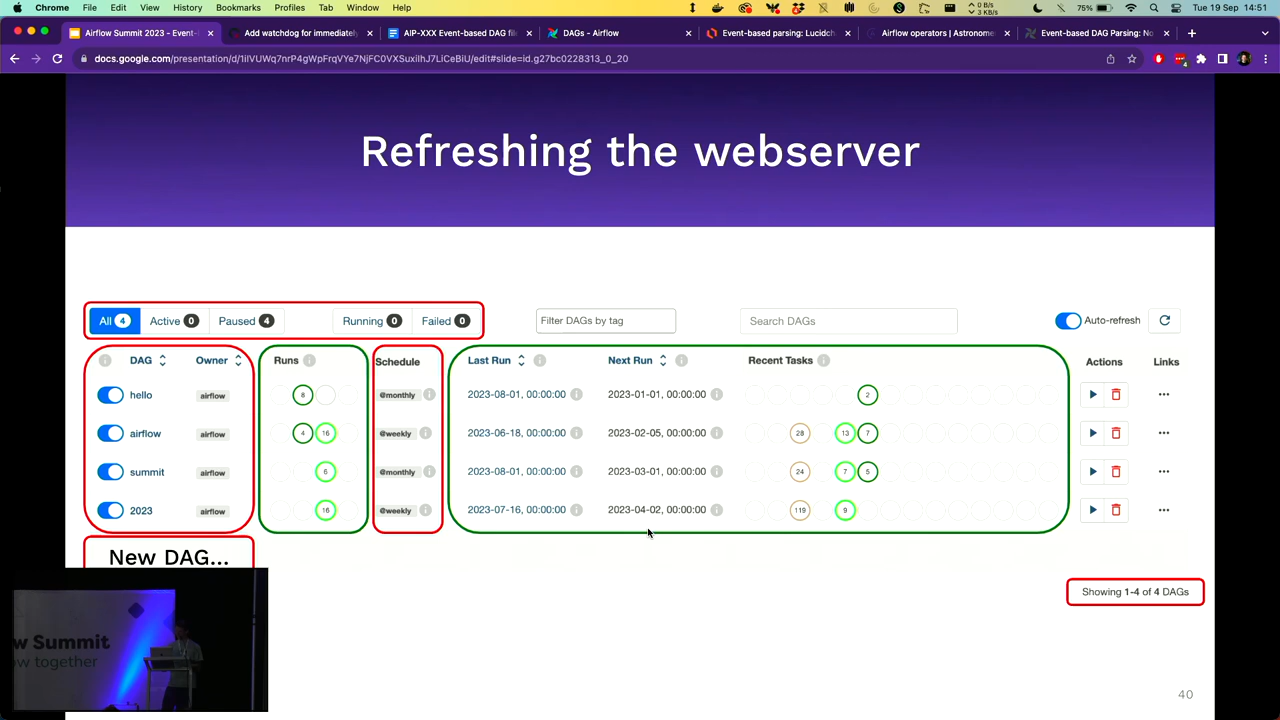 Chrome File Edit View History Bookmarks Profiles Tab Window Help
0 B/s
3 KB/s
75%
Tue 19 Sep 14:51
Airflow Summit 2023 - Event-
Add watchdog for immediately
AIP-XXX Event-based DAG fil
DAGs - Airflow
Event-based parsing: Lucidch
Airflow operators | Astronome
Event-based DAG Parsing: No
docs.google.com/presentation/d/1iIVUWq7nrP4gWpFrqVYe7NjFC0VXSuxiIhJ7LiCeBiU/edit#slide=id.g27bc0228313_0_20
Refreshing the webserver
All 4 Active 0 Paused 4 Running 0 Failed 0 Filter DAGs by tag Search DAGs Auto-refresh
DAG Owner Runs Schedule Last Run Next Run Recent Tasks Actions Links
hello airflow 8 @monthly 2023-08-01, 00:00:00 2023-01-01, 00:00:00 2
airflow airflow 4 16 @weekly 2023-06-18, 00:00:00 2023-02-05, 00:00:00 28 13 7
summit airflow 6 @monthly 2023-08-01, 00:00:00 2023-03-01, 00:00:00 24 7 5
2023 airflow 16 @weekly 2023-07-16, 00:00:00 2023-04-02, 00:00:00 119 9
New DAG...
Showing 1-4 of 4 DAGs
w Summit
ow together
40